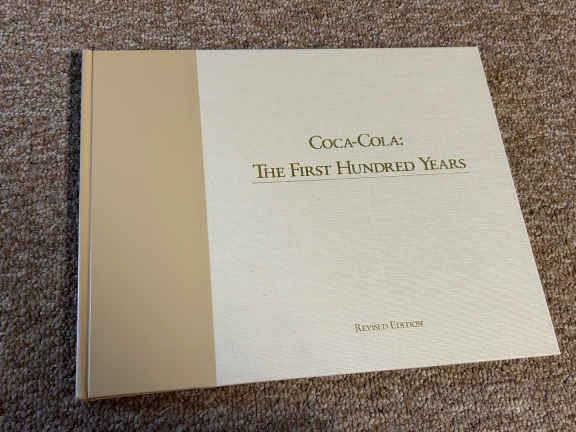 Coca-Cola:
The First Hundred Years
Revised Edition